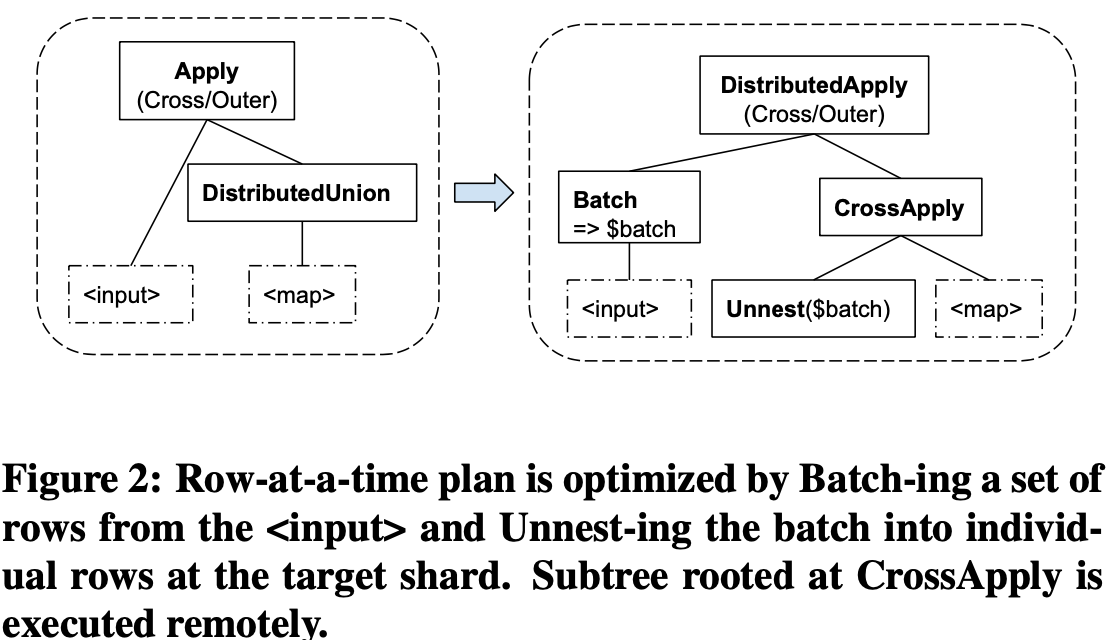 Apply
(Cross/Outer)
DistributedUnion
<input>
<map>
DistributedApply
(Cross/Outer)
Batch
=> $batch
CrossApply
<input>
Unnest($batch)
<map>
Figure 2: Row-at-a-time plan is optimized by Batch-ing a set of
rows from the <input> and Unnest-ing the batch into individ-
ual rows at the target shard. Subtree rooted at CrossApply is
executed remotely.